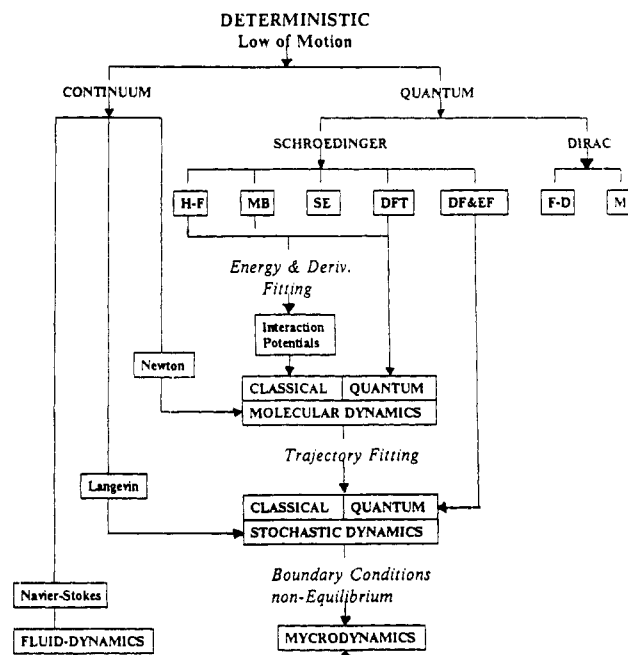 DETERMINISTIC
Low of Motion
CONTINUUM
QUANTUM
SCHROEDINGER
DIRAC
H-F
MB
SE
DFT
DF&EF
F-D
M
Energy & Deriv.
Fitting
Interaction
Potentials
Newton
CLASSICAL
QUANTUM
MOLECULAR DYNAMICS
Trajectory Fitting
Langevin
CLASSICAL
QUANTUM
STOCHASTIC DYNAMICS
Boundary Conditions
non-Equilibrium
Navier-Stokes
FLUID-DYNAMICS
MYCRODYNAMICS